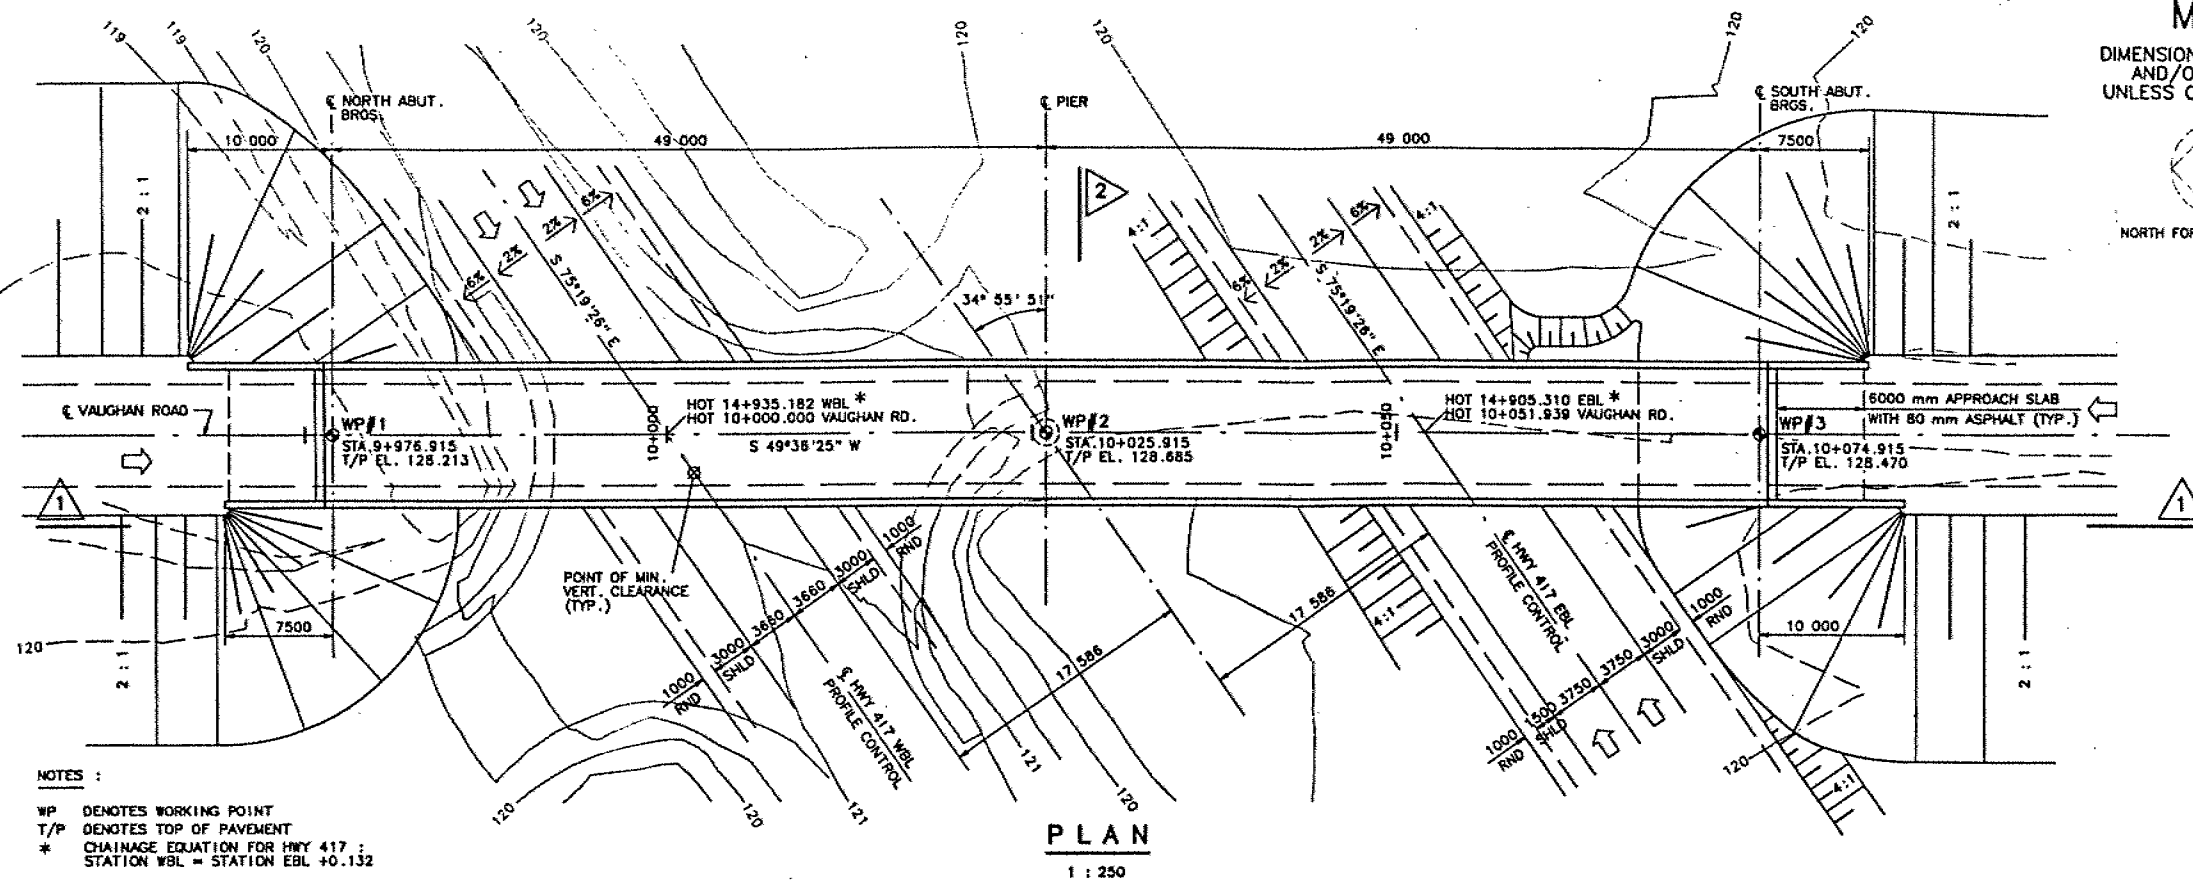 119
119
120
120
120
120
120
120
M
DIMENSION
AND/O
UNLESS O
℄ NORTH ABUT.
BRGS.
℄ PIER
℄ SOUTH ABUT.
BRGS.
10 000
49 000
49 000
7500
2:1
2:1
2
NORTH FOR
6%
2%
2%
6%
S 75°19'26" E
34° 55' 51"
4:1
6%
2%
2%
6%
4:1
S 75°19'26" E
℄ VAUGHAN ROAD
WP#1
STA.9+976.915
T/P EL. 128.213
10+000
HOT 14+935.182 WBL *
HOT 10+000.000 VAUGHAN RD.
S 49°38'25" W
WP#2
STA.10+025.915
T/P EL. 128.685
10+050
HOT 14+905.310 EBL *
HOT 10+051.939 VAUGHAN RD.
WP#3
STA.10+074.915
T/P EL. 128.470
6000 mm APPROACH SLAB
WITH 80 mm ASPHALT (TYP.)
1
1
POINT OF MIN.
VERT. CLEARANCE
(TYP.)
7500
120
2:1
1000
RND
3000
SHLD
3660
3660
3000
SHLD
1000
RND
℄ HWY 417 WBL
PROFILE CONTROL
17 586
17 586
4:1
℄ HWY 417 EBL
PROFILE CONTROL
1000
RND
1500
SHLD
3750
3750
3000
SHLD
1000
RND
10 000
2:1
120
4:1
120
120
121
121
120
NOTES :
WP DENOTES WORKING POINT
T/P DENOTES TOP OF PAVEMENT
* CHAINAGE EQUATION FOR HWY 417 :
STATION WBL = STATION EBL +0.132
PLAN
1 : 250